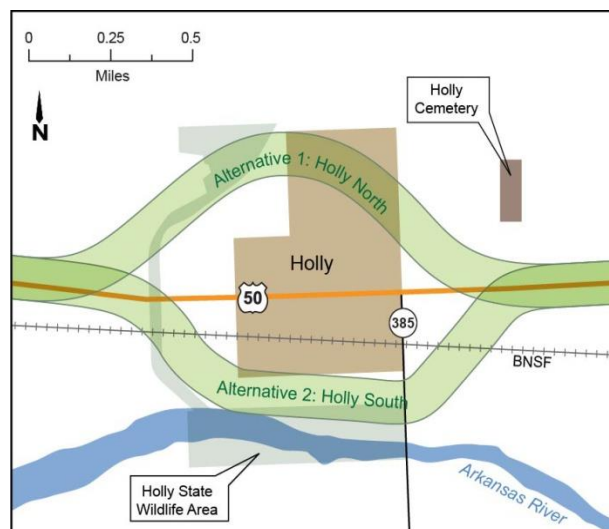 0 0.25 0.5
Miles
N
Holly
Cemetery
Alternative 1: Holly North
Holly
50
385
BNSF
Alternative 2: Holly South
Arkansas River
Holly State
Wildlife Area